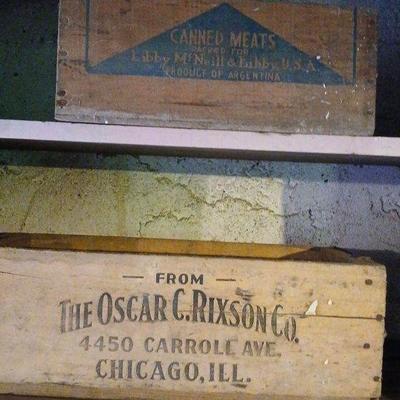 CANNED MEATS
PACKED FOR
Libby McNeill & Libby, U.S.A.
PRODUCT OF ARGENTINA
— FROM —
THE OSCAR C. RIXSON CO.
4450 CARROLL AVE.
CHICAGO, ILL.